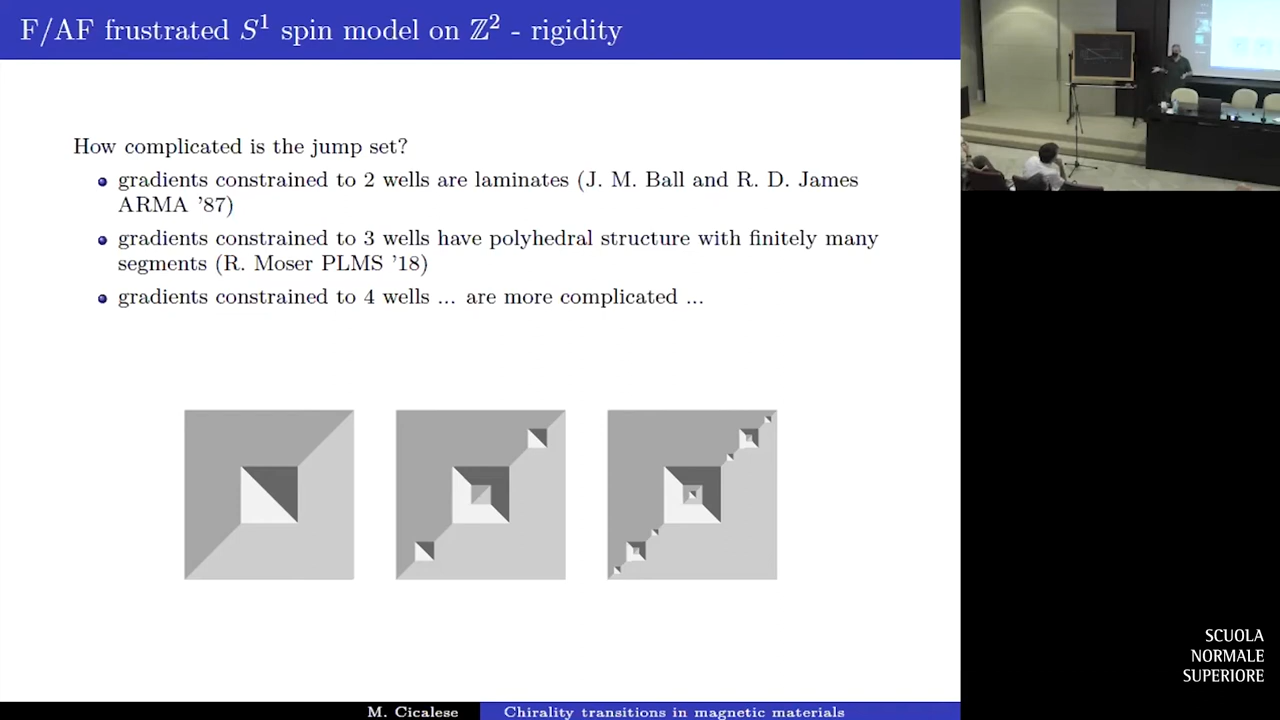 F/AF frustrated S¹ spin model on ℤ² - rigidity
How complicated is the jump set?
gradients constrained to 2 wells are laminates (J. M. Ball and R. D. James
ARMA '87)
gradients constrained to 3 wells have polyhedral structure with finitely many
segments (R. Moser PLMS '18)
gradients constrained to 4 wells ... are more complicated ...
M. Cicalese
Chirality transitions in magnetic materials
SCUOLA
NORMALE
SUPERIORE